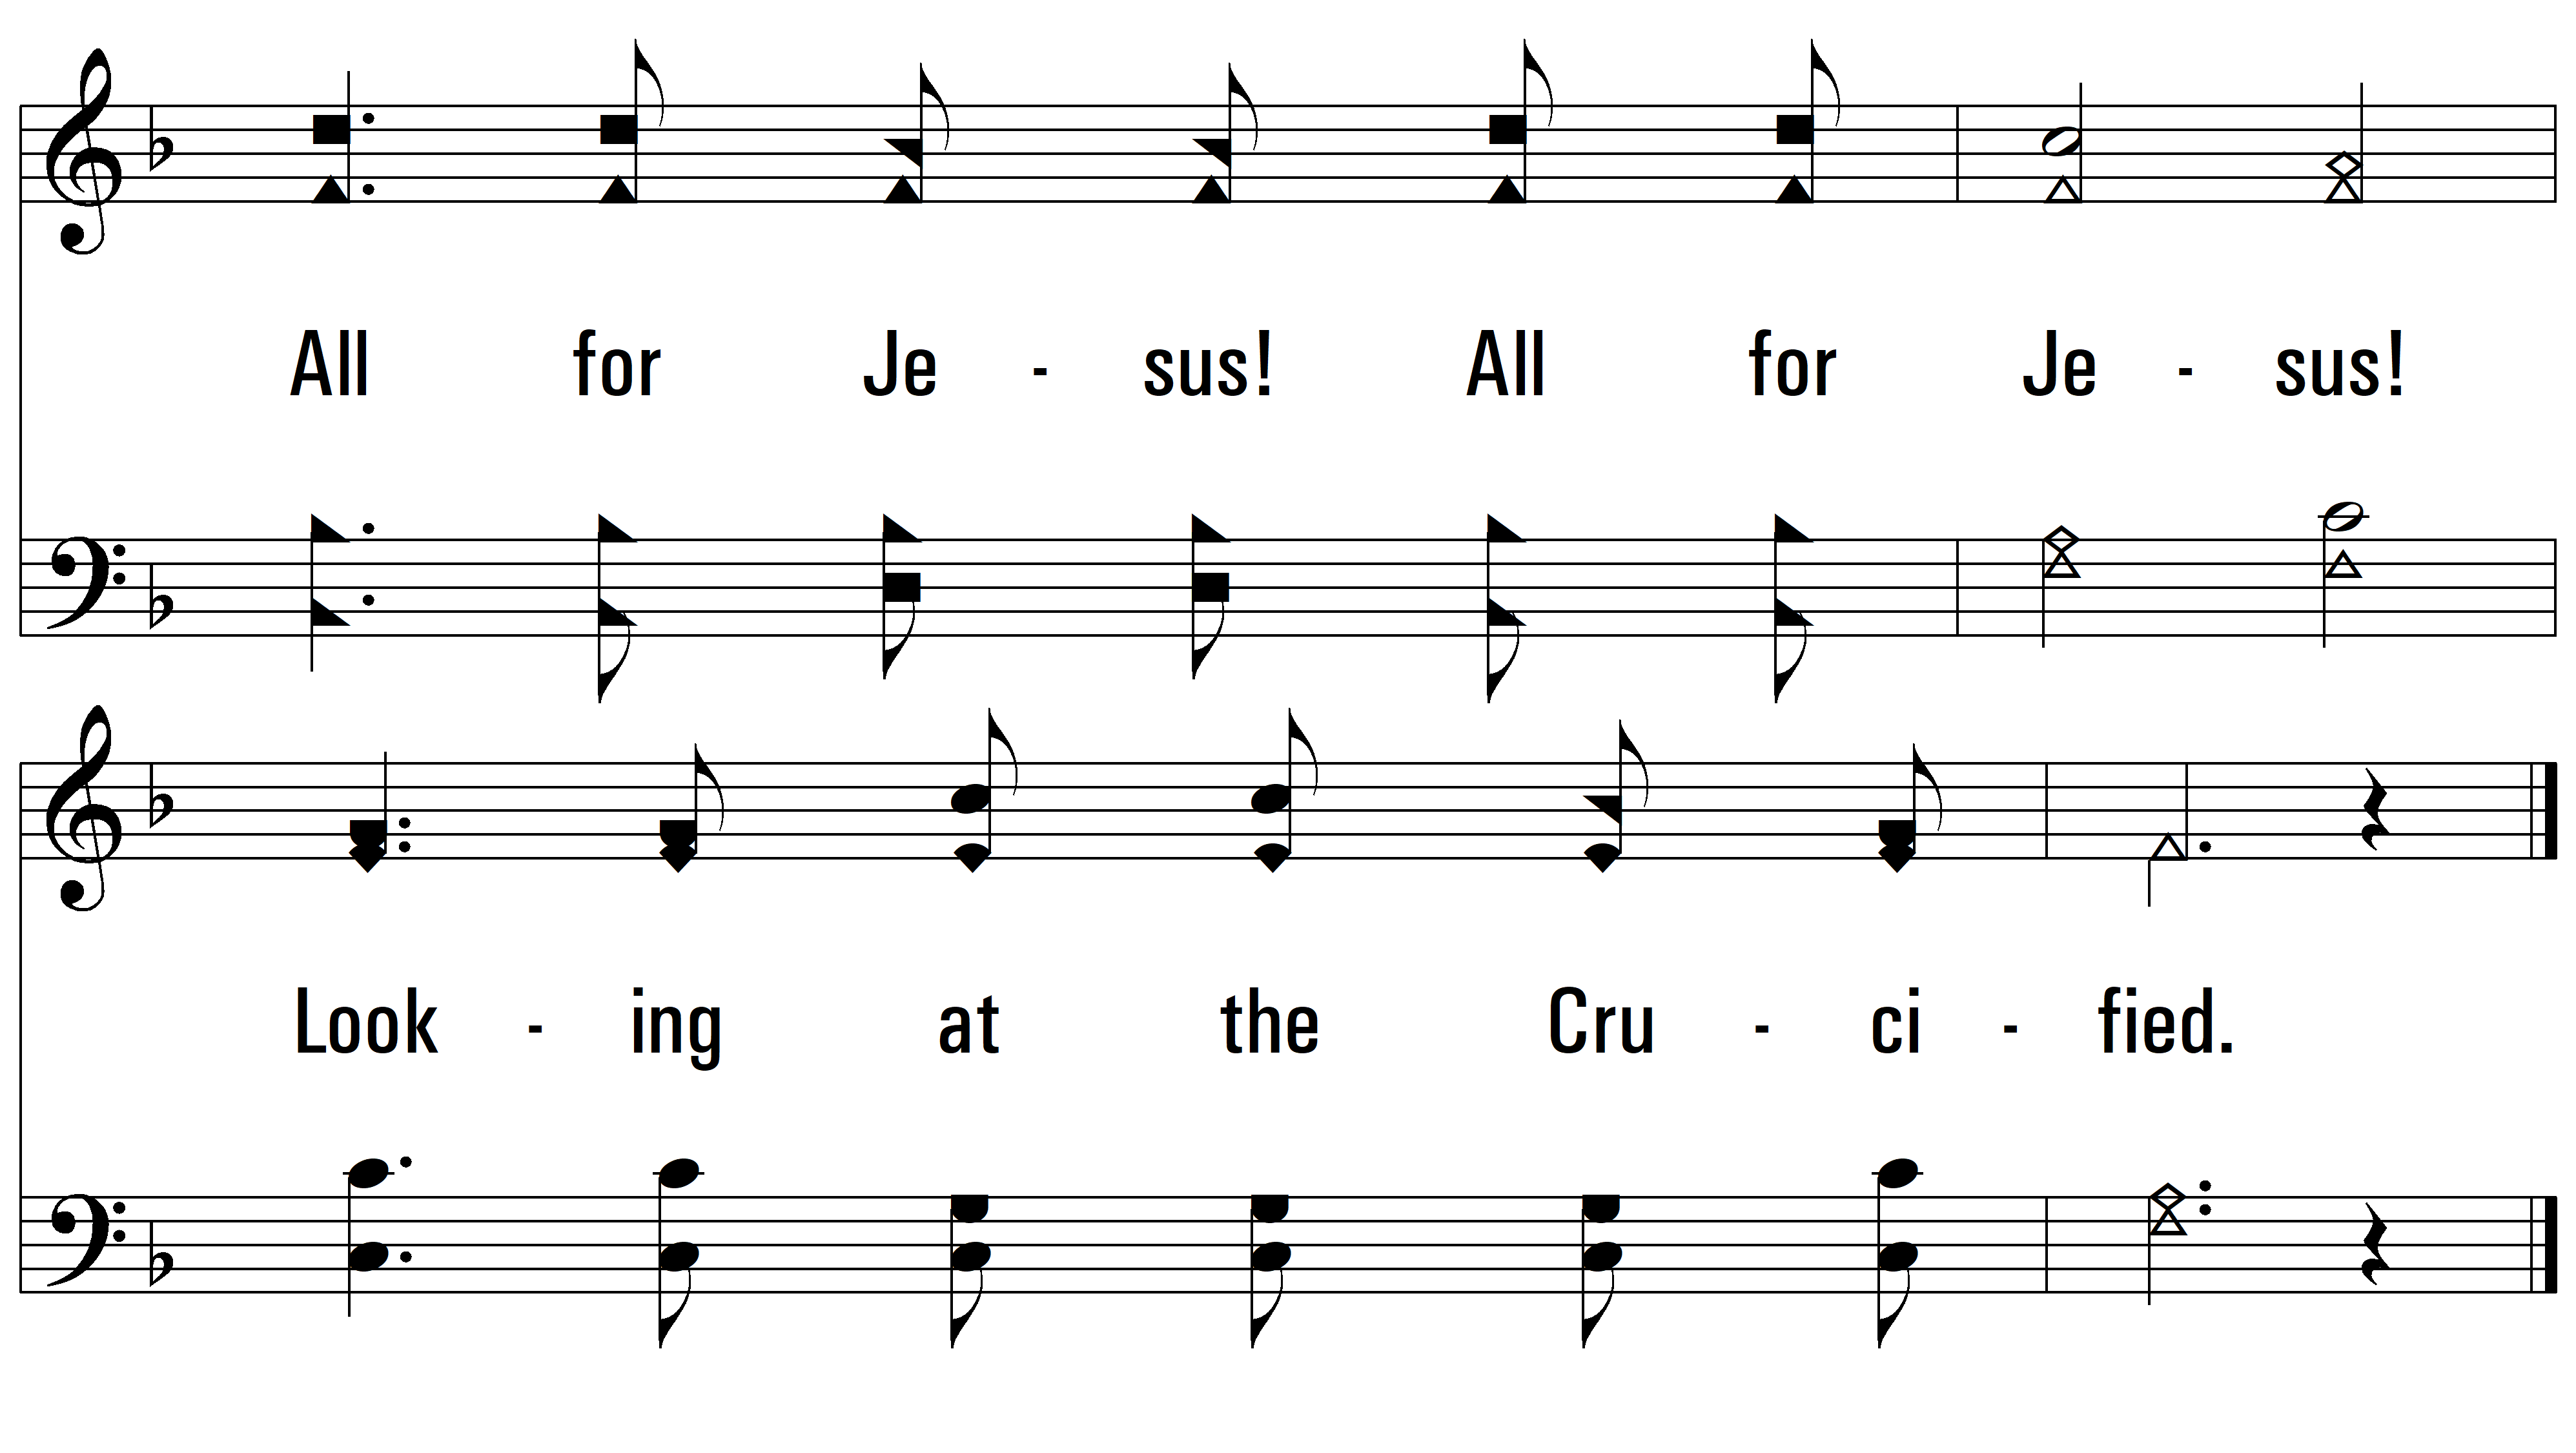 All for Je - sus! All for Je - sus!
Look - ing at the Cru - ci - fied.